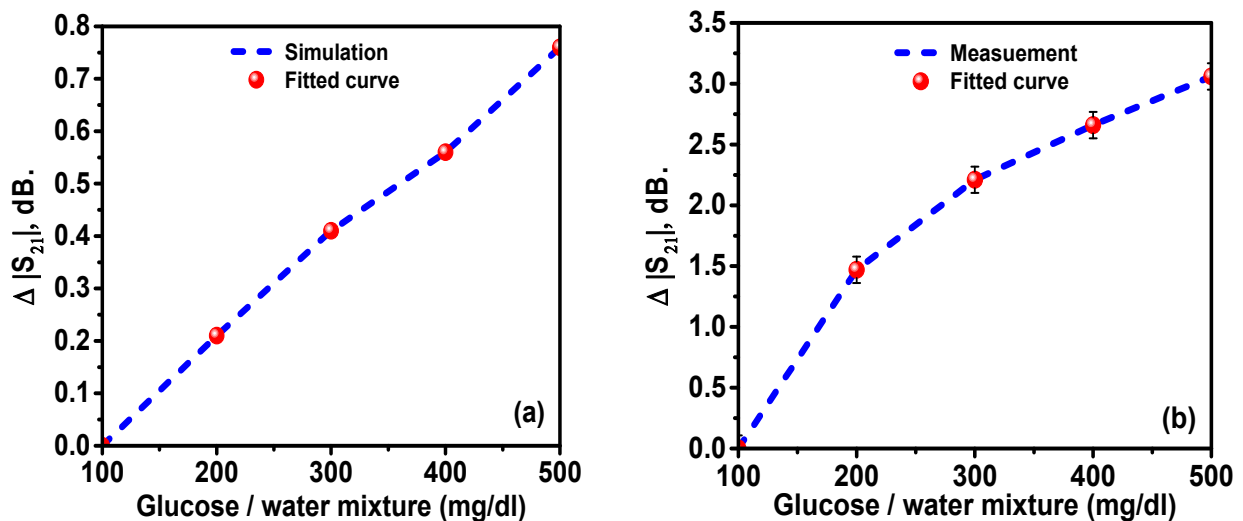 0.8
0.7
0.6
0.5
0.4
0.3
0.2
0.1
0.0
Δ |S21|, dB.
Simulation
Fitted curve
(a)
100 200 300 400 500
Glucose / water mixture (mg/dl)
3.5
3.0
2.5
2.0
1.5
1.0
0.5
0.0
Δ |S21|, dB.
Measuement
Fitted curve
(b)
100 200 300 400 500
Glucose / water mixture (mg/dl)